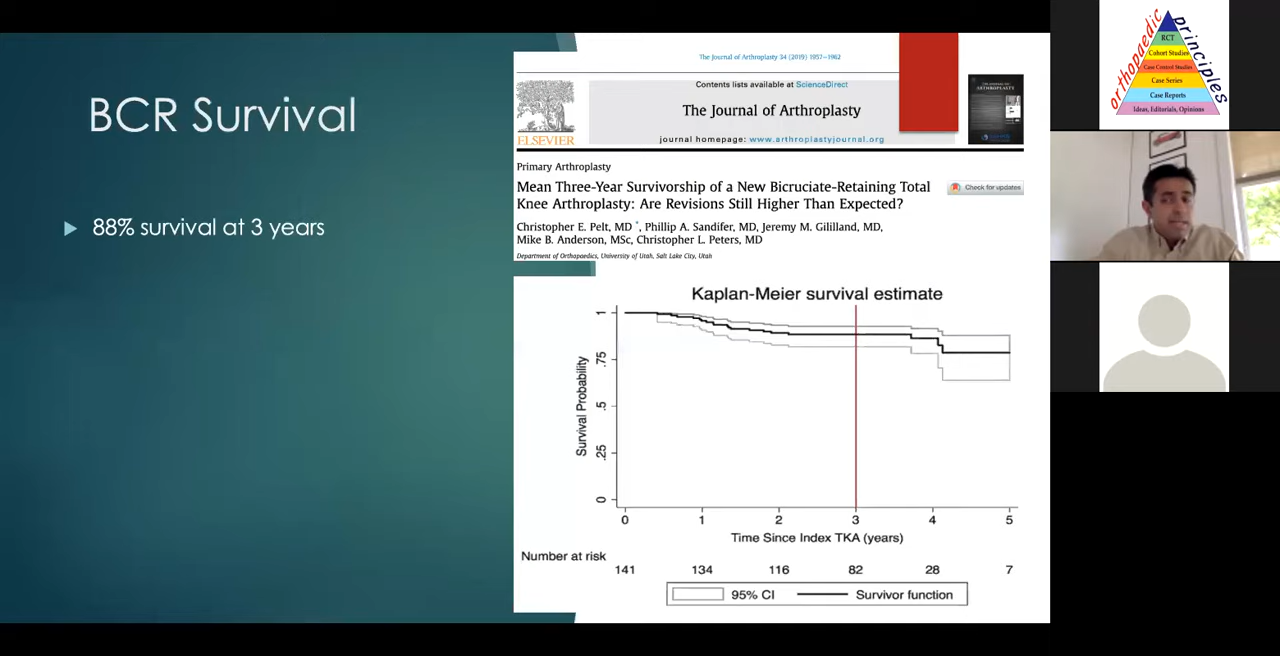 BCR Survival
88% survival at 3 years
The Journal of Arthroplasty 34 (2019) 1957–1962
Contents lists available at ScienceDirect
The Journal of Arthroplasty
journal homepage: www.arthroplastyjournal.org
ELSEVIER
Primary Arthroplasty
Mean Three-Year Survivorship of a New Bicruciate-Retaining Total
Knee Arthroplasty: Are Revisions Still Higher Than Expected?
Check for updates
Christopher E. Pelt, MD *, Phillip A. Sandifer, MD, Jeremy M. Gililland, MD,
Mike B. Anderson, MSc, Christopher L. Peters, MD
Department of Orthopaedics, University of Utah, Salt Lake City, Utah
Kaplan-Meier survival estimate
Survival Probability
1
.75
.5
.25
0
0 1 2 3 4 5
Time Since Index TKA (years)
Number at risk
141 134 116 82 28 7
95% CI Survivor function
orthopaedic principles
RCT
Cohort Studies
Case Control Studies
Case Series
Case Reports
Ideas, Editorials, Opinions